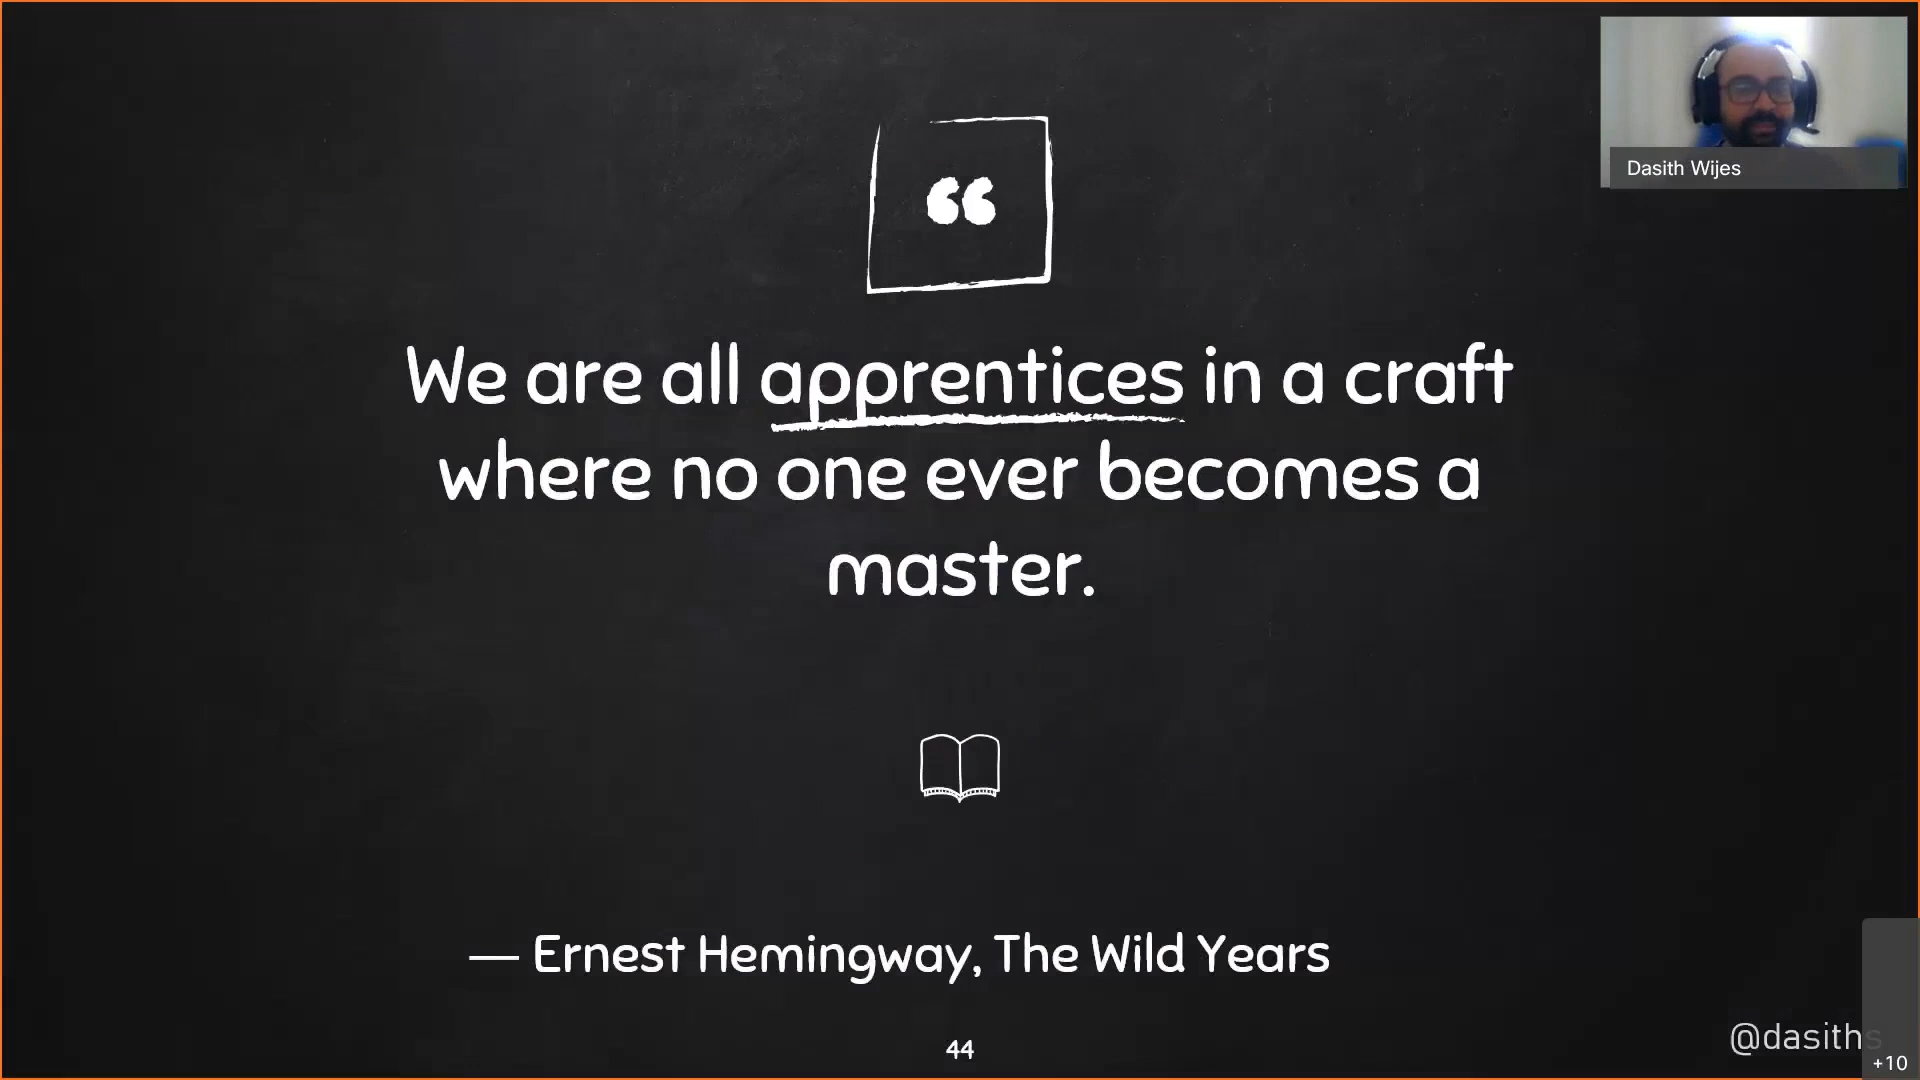 Dasith Wijes
“
We are all apprentices in a craft
where no one ever becomes a
master.
— Ernest Hemingway, The Wild Years
44
@dasiths
+10